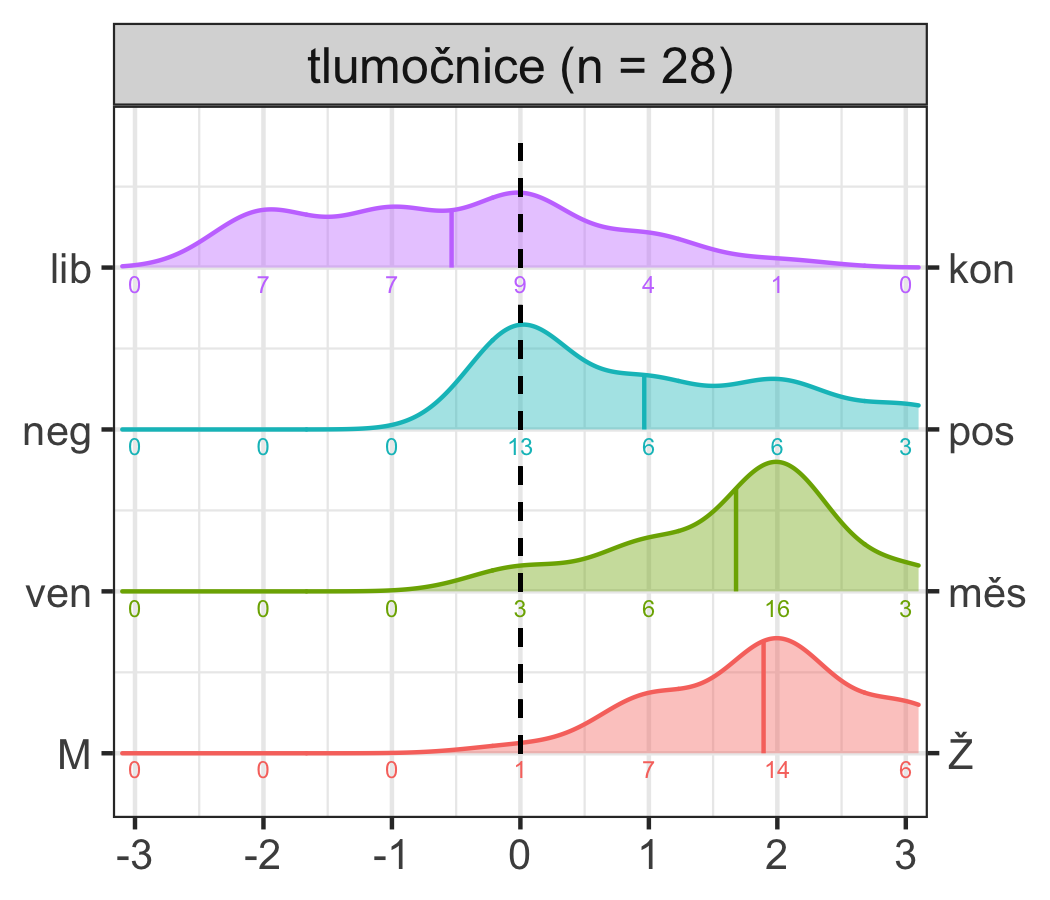 tlumočnice (n = 28)
lib kon
0 7 7 9 4 1 0
neg pos
0 0 0 13 6 6 3
ven měs
0 0 0 3 6 16 3
M Ž
0 0 0 1 7 14 6
-3 -2 -1 0 1 2 3